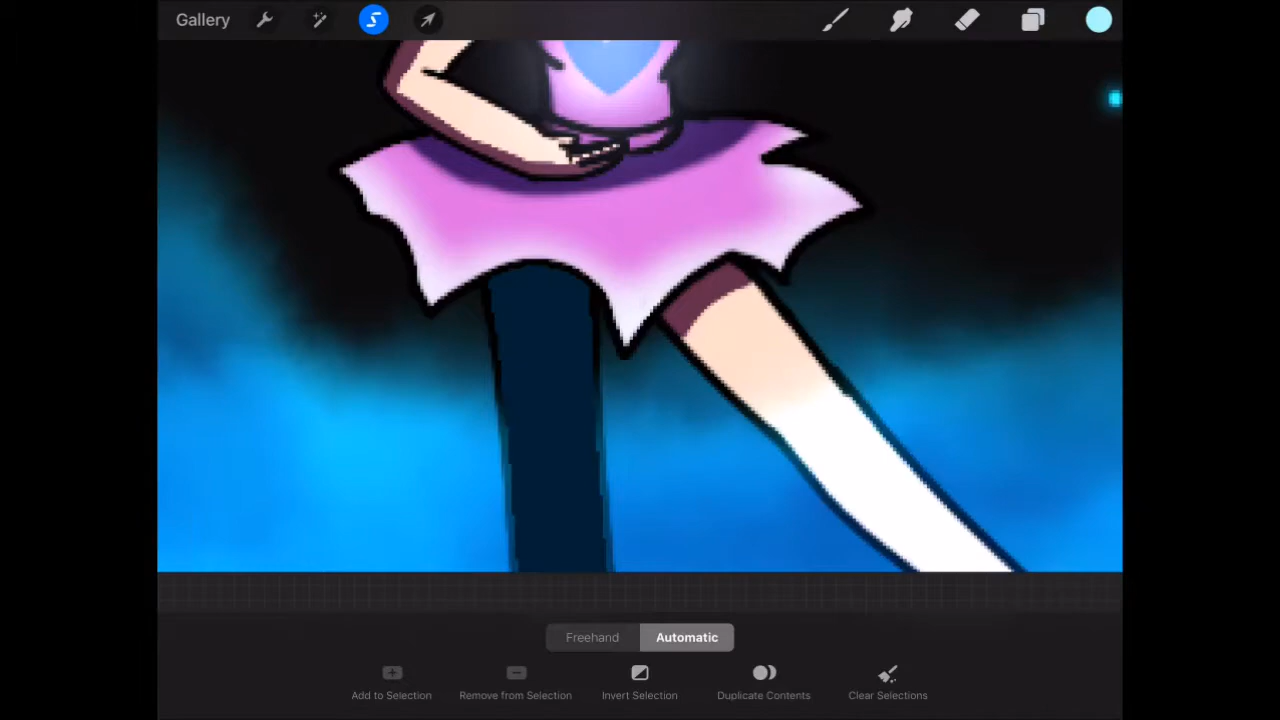 Gallery
Freehand Automatic
Add to Selection Remove from Selection Invert Selection Duplicate Contents Clear Selections